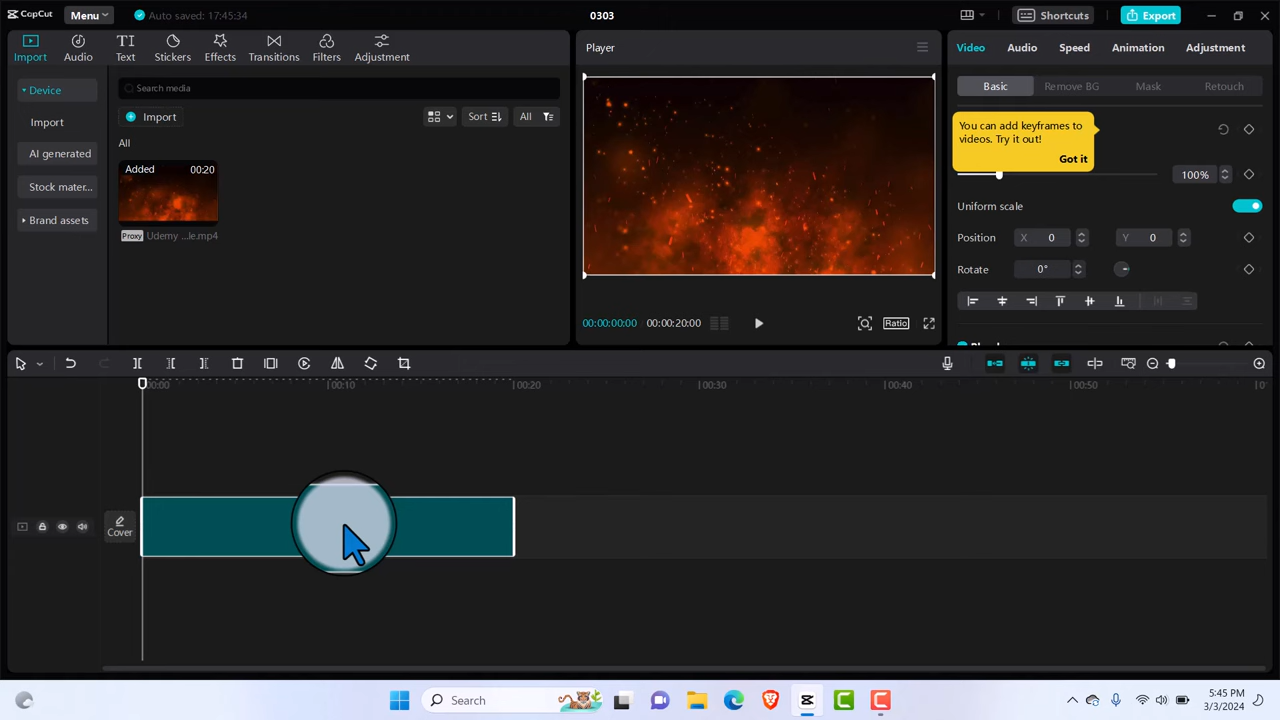 CapCut
Menu
Auto saved: 17:45:34
0303
Shortcuts
Export
Import
Audio
Text
Stickers
Effects
Transitions
Filters
Adjustment
Player
Video
Audio
Speed
Animation
Adjustment
Device
Import
AI generated
Stock mater...
Brand assets
Search media
Import
Sort
All
All
Added
00:20
Proxy
Udemy ...le.mp4
Basic
Remove BG
Mask
Retouch
You can add keyframes to
videos. Try it out!
Got it
100%
Uniform scale
Position
X 0
Y 0
Rotate
0°
00:00:00:00
00:00:20:00
Ratio
00:00
00:10
00:20
00:30
00:40
00:50
Cover
Search
5:45 PM
3/3/2024